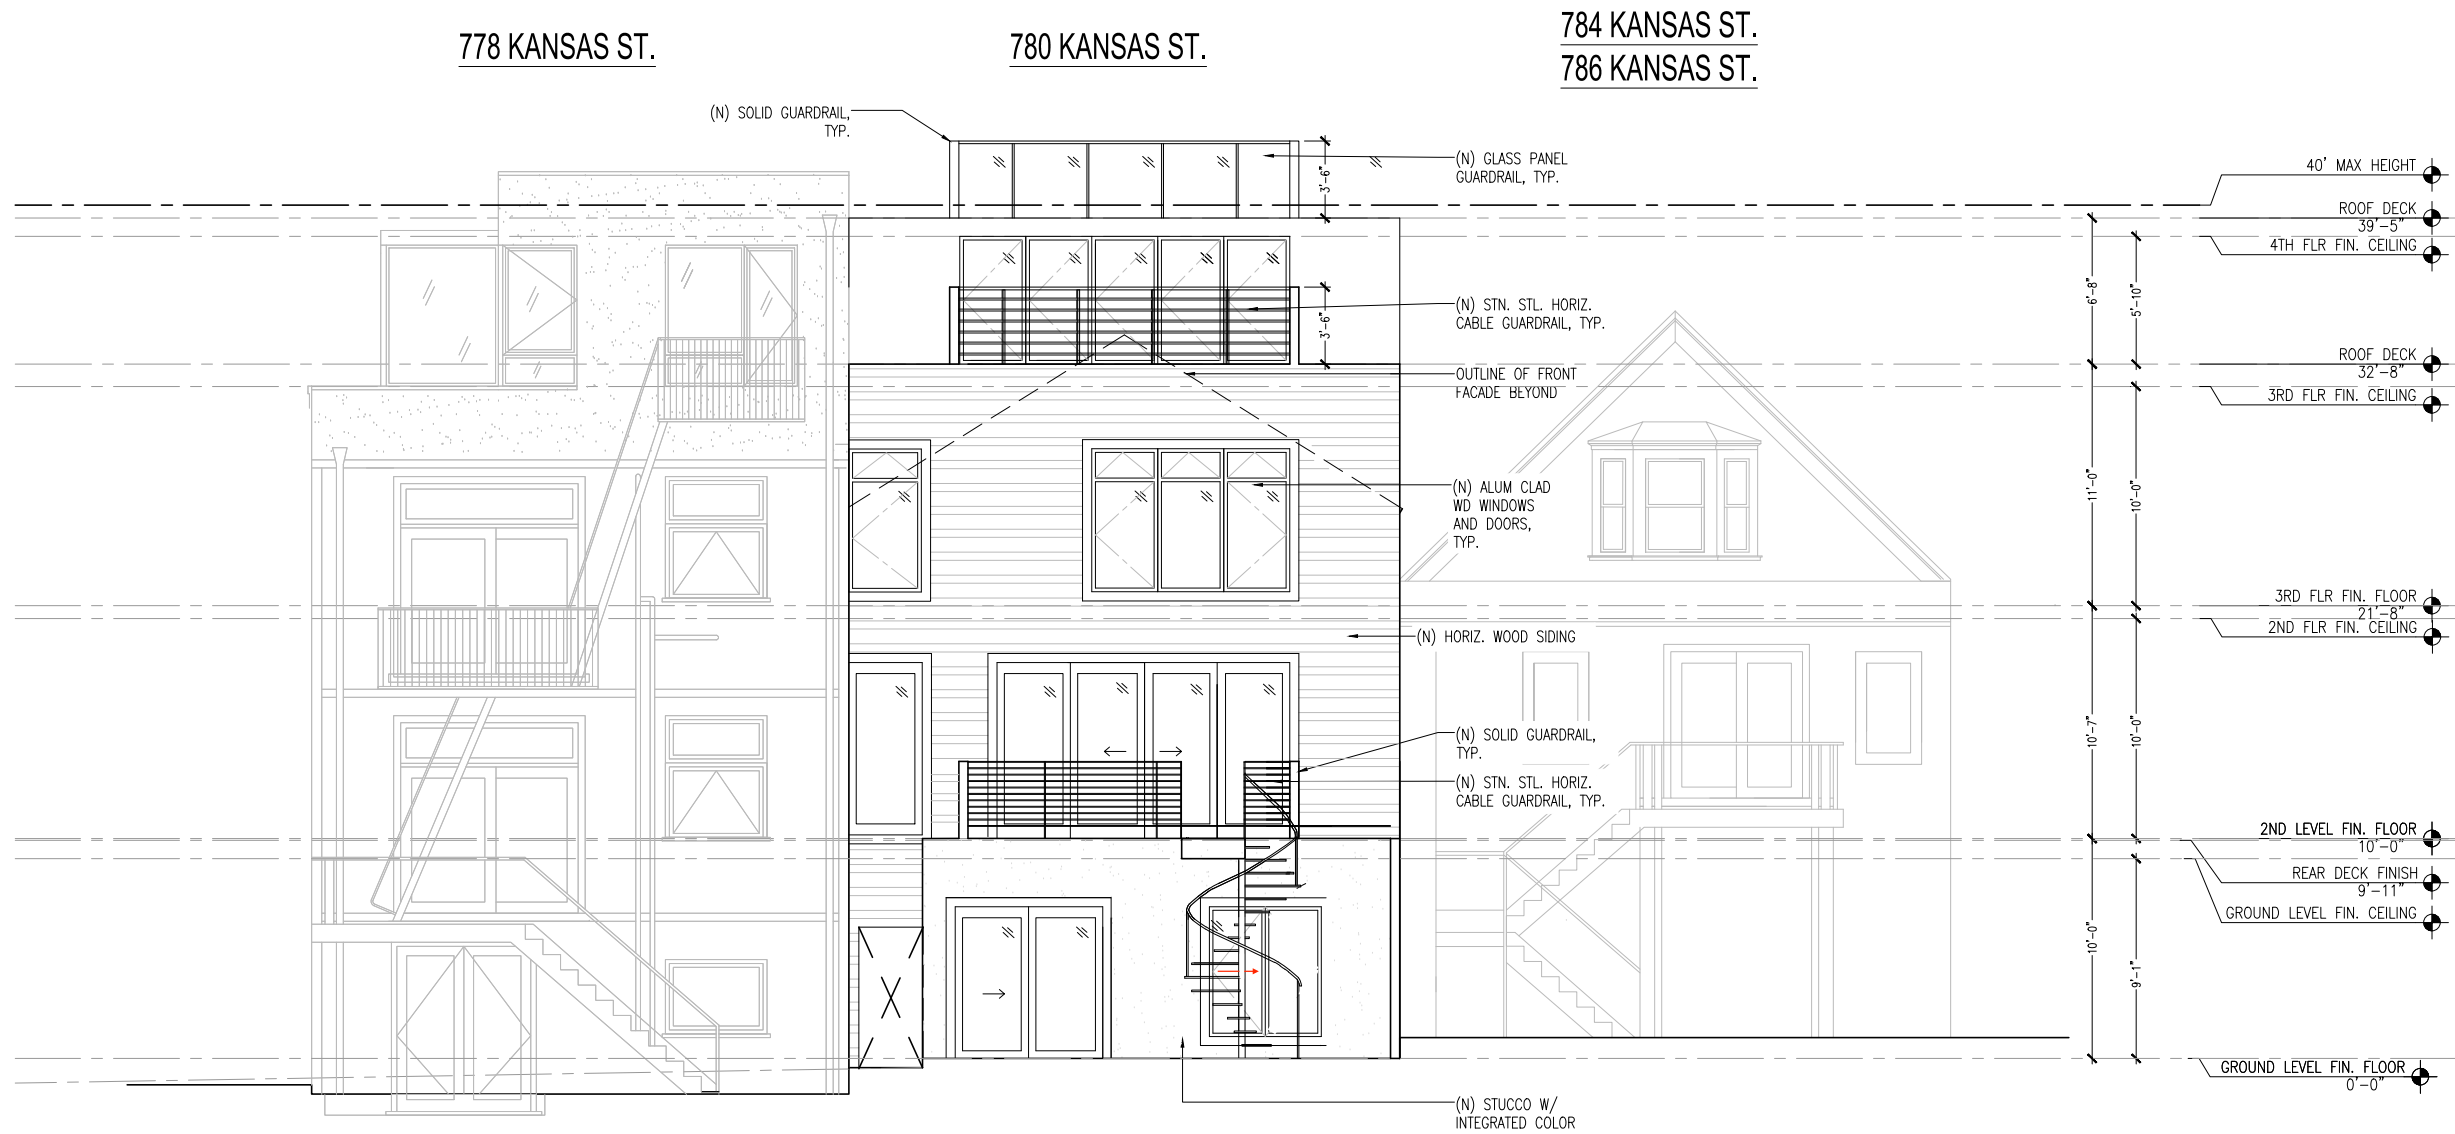 778 KANSAS ST.
780 KANSAS ST.
784 KANSAS ST.
786 KANSAS ST.
(N) SOLID GUARDRAIL,
TYP.
3'-6"
(N) GLASS PANEL
GUARDRAIL, TYP.
40' MAX HEIGHT
ROOF DECK
39'-5"
4TH FLR FIN. CEILING
3'-6"
(N) STN. STL. HORIZ.
CABLE GUARDRAIL, TYP.
6'-8"
5'-10"
ROOF DECK
32'-8"
3RD FLR FIN. CEILING
OUTLINE OF FRONT
FACADE BEYOND
(N) ALUM CLAD
WD WINDOWS
AND DOORS,
TYP.
11'-0"
10'-0"
3RD FLR FIN. FLOOR
21'-8"
2ND FLR FIN. CEILING
(N) HORIZ. WOOD SIDING
(N) SOLID GUARDRAIL,
TYP.
(N) STN. STL. HORIZ.
CABLE GUARDRAIL, TYP.
10'-7"
10'-0"
2ND LEVEL FIN. FLOOR
10'-0"
REAR DECK FINISH
9'-11"
GROUND LEVEL FIN. CEILING
10'-0"
9'-1"
GROUND LEVEL FIN. FLOOR
0'-0"
(N) STUCCO W/
INTEGRATED COLOR